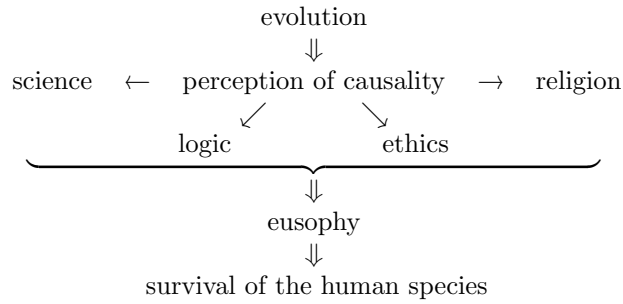 evolution
⇓
science ← perception of causality → religion
↙ ↘
logic ethics
⇓
eusophy
⇓
survival of the human species